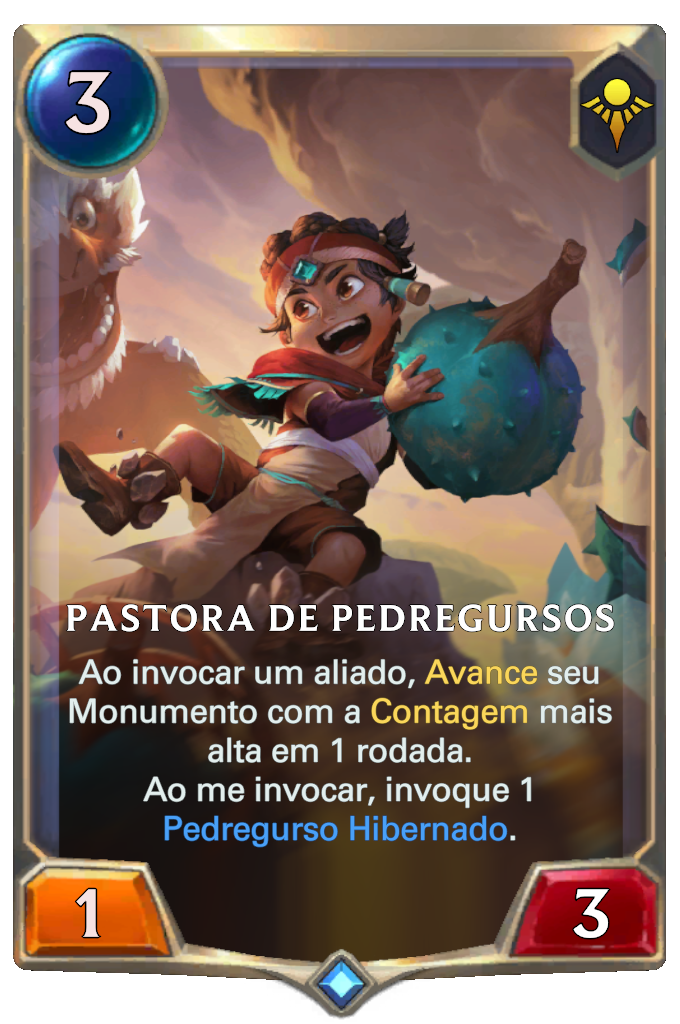 3
PASTORA DE PEDREGURSOS
Ao invocar um aliado, Avance seu
Monumento com a Contagem mais
alta em 1 rodada.
Ao me invocar, invoque 1
Pedregurso Hibernado.
1
3